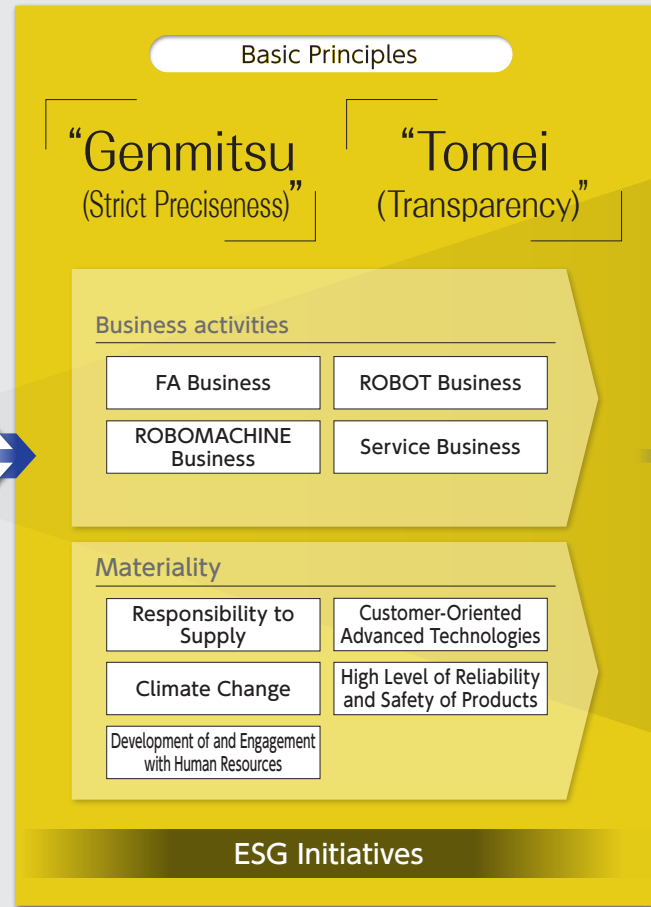 Basic Principles
“Genmitsu
(Strict Preciseness)”
“Tomei
(Transparency)”
Business activities
FA Business
ROBOT Business
ROBOMACHINE
Business
Service Business
Materiality
Responsibility to
Supply
Customer-Oriented
Advanced Technologies
Climate Change
High Level of Reliability
and Safety of Products
Development of and Engagement
with Human Resources
ESG Initiatives